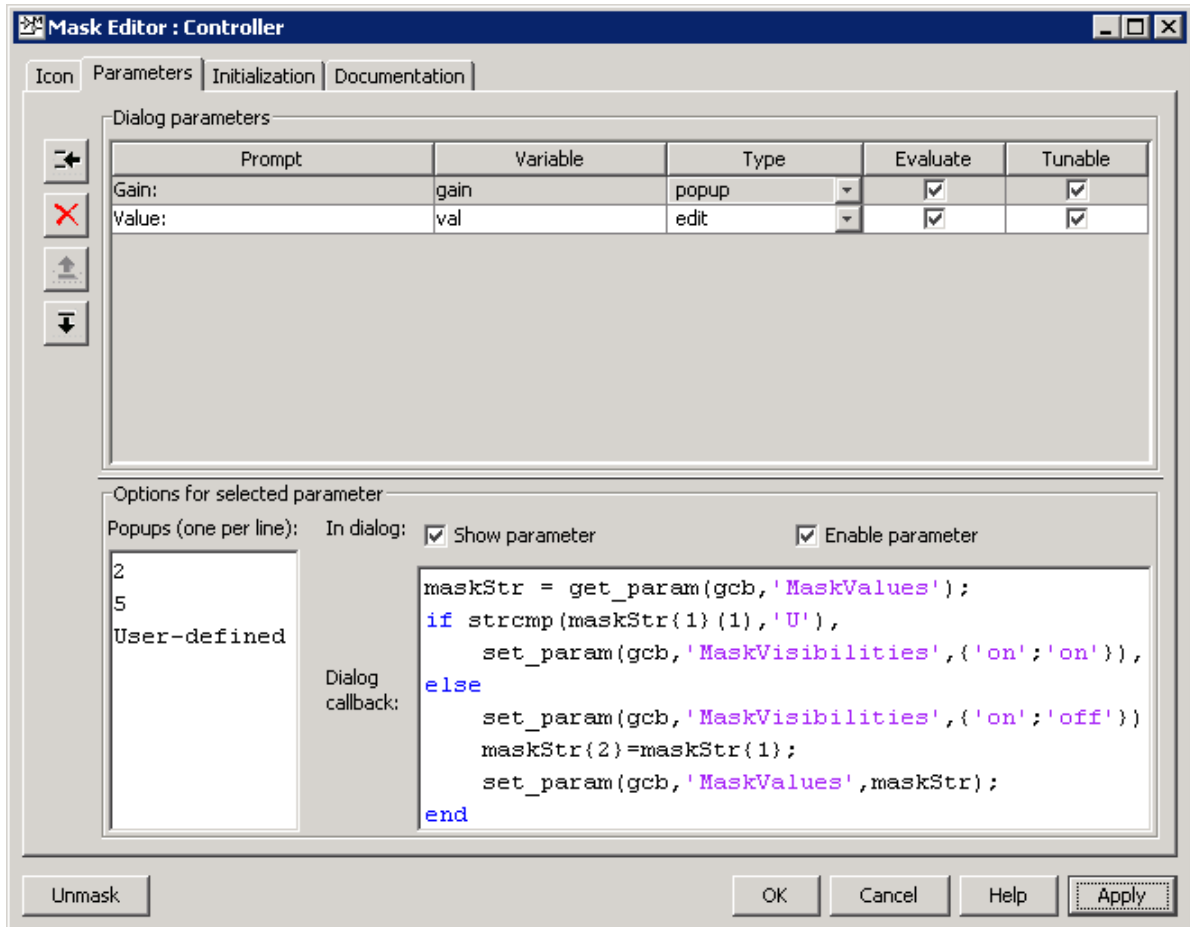 Mask Editor : Controller
Icon Parameters Initialization Documentation
Dialog parameters
Prompt Variable Type Evaluate Tunable
Gain: gain popup
Value: val edit
Options for selected parameter
Popups (one per line): In dialog: Show parameter Enable parameter
2
5
User-defined
Dialog
callback:
maskStr = get_param(gcb,'MaskValues');
if strcmp(maskStr{1}(1),'U'),
set_param(gcb,'MaskVisibilities',{'on';'on'}),
else
set_param(gcb,'MaskVisibilities',{'on';'off'})
maskStr{2}=maskStr{1};
set_param(gcb,'MaskValues',maskStr);
end
Unmask OK Cancel Help Apply